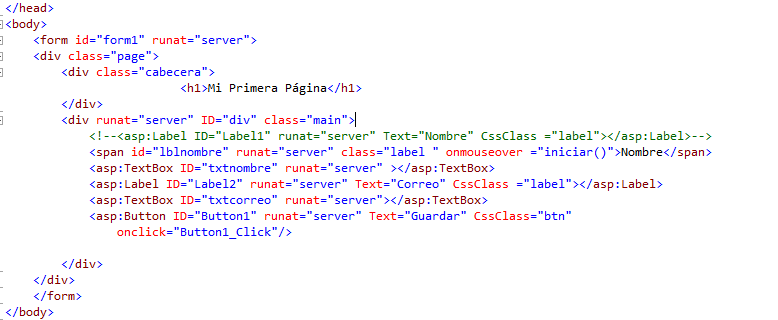 </head>
<body>
<form id="form1" runat="server">
<div class="page">
<div class="cabecera">
<h1>Mi Primera Página</h1>
</div>
<div runat="server" ID="div" class="main">
<!--<asp:Label ID="Label1" runat="server" Text="Nombre" CssClass ="label"></asp:Label>-->
<span id="lblnombre" runat="server" class="label " onmouseover ="iniciar()">Nombre</span>
<asp:TextBox ID="txtnombre" runat="server" ></asp:TextBox>
<asp:Label ID="Label2" runat="server" Text="Correo" CssClass ="label"></asp:Label>
<asp:TextBox ID="txtcorreo" runat="server"></asp:TextBox>
<asp:Button ID="Button1" runat="server" Text="Guardar" CssClass="btn"
onclick="Button1_Click"/>
</div>
</div>
</form>
</body>